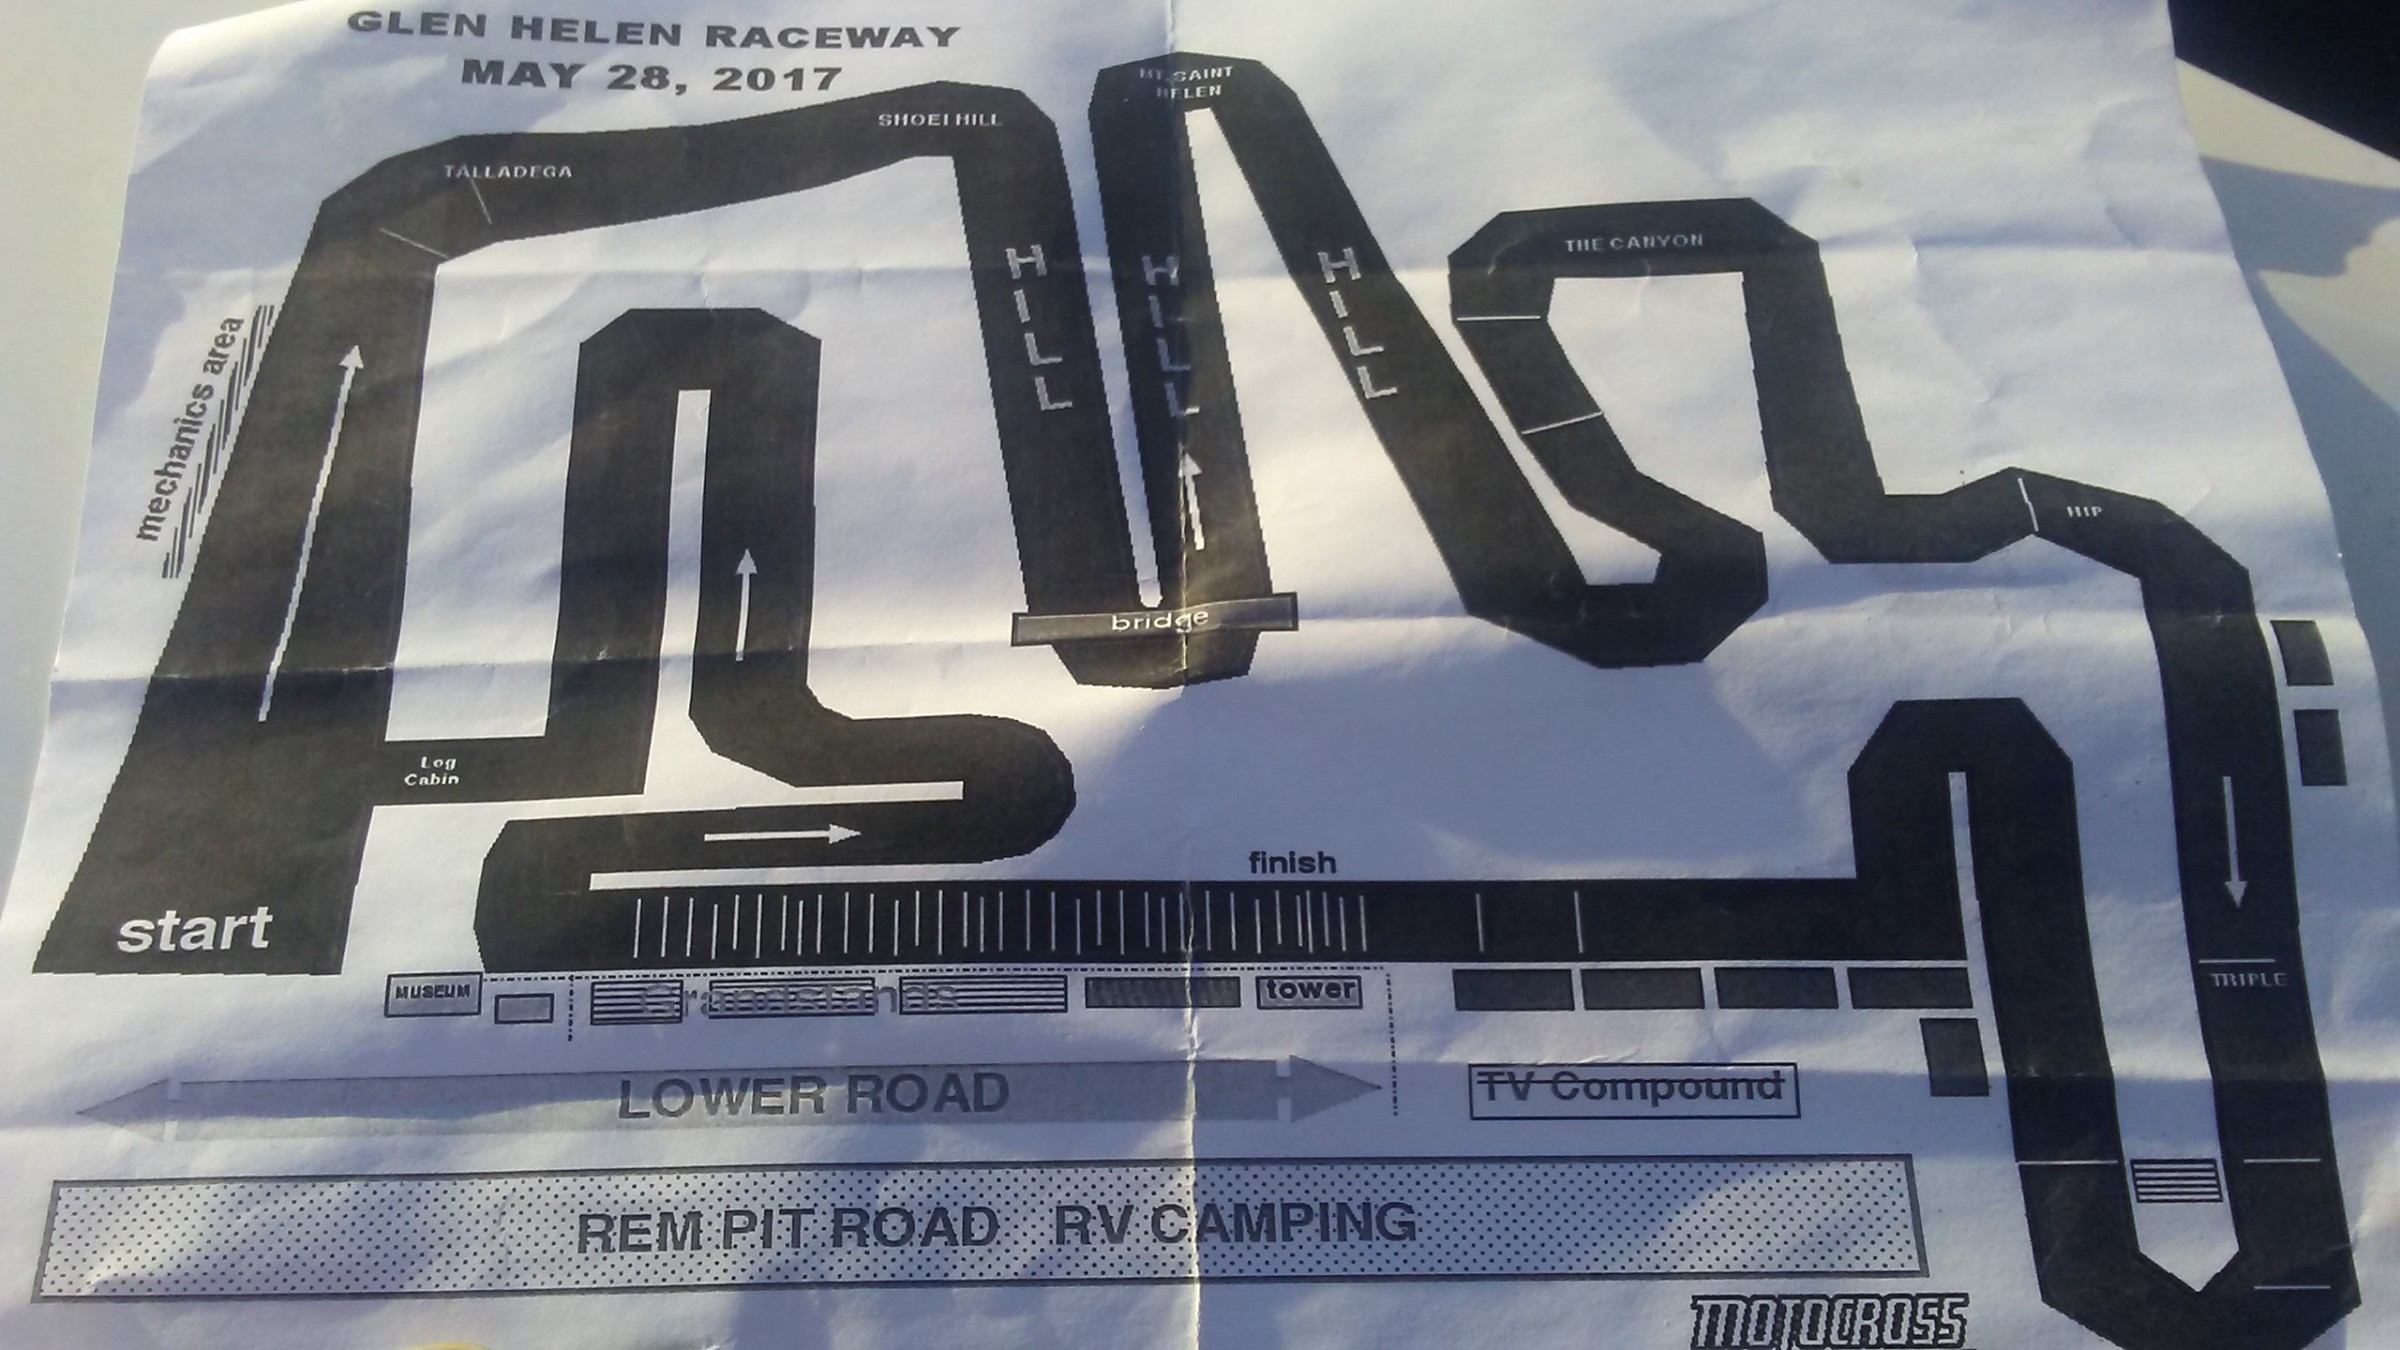 GLEN HELEN RACEWAY
MAY 28, 2017
MT. SAINT
HELEN
SHOEI HILL
TALLADEGA
THE CANYON
HILL
HILL
HILL
mechanics area
HIP
bridge
Log
Cabin
finish
start
TRIPLE
MUSEUM
Grandstands
tower
LOWER ROAD
TV Compound
REM PIT ROAD RV CAMPING
MOTOCROSS